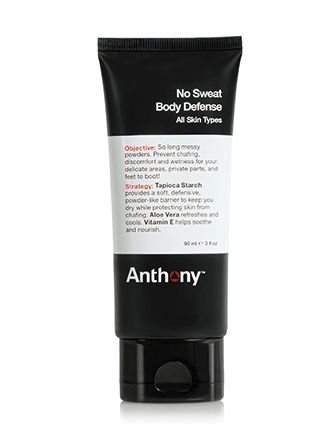 No Sweat
Body Defense
All Skin Types
Objective: So long messy
powders. Prevent chafing,
discomfort and wetness for your
delicate areas, private parts, and
feet to boot!
Strategy: Tapioca Starch
provides a soft, defensive,
powder-like barrier to keep you
dry while protecting skin from
chafing. Aloe Vera refreshes and
cools. Vitamin E helps soothe
and nourish.
90 ml e 3 fl oz
Anthony™